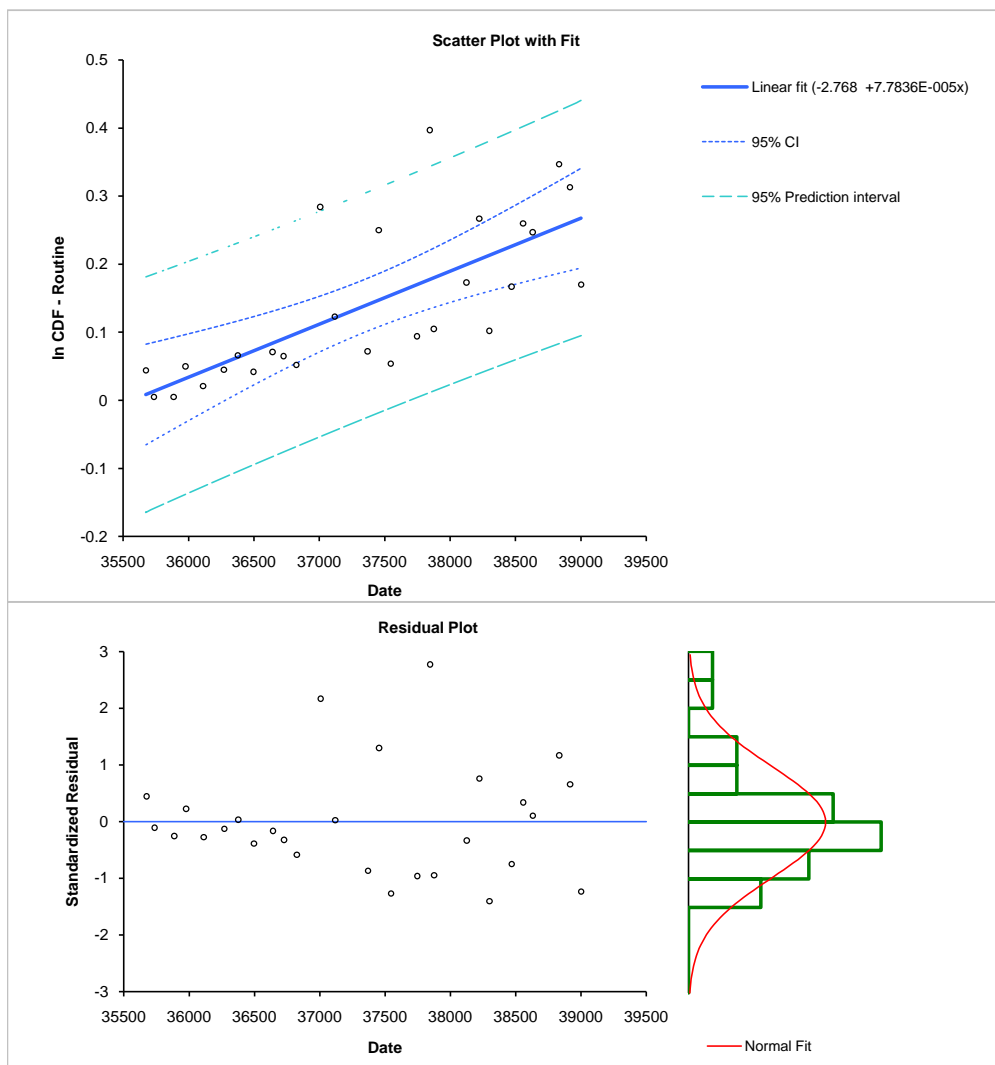 Scatter Plot with Fit
0.5
0.4
0.3
0.2
0.1
0
-0.1
-0.2
ln CDF - Routine
35500 36000 36500 37000 37500 38000 38500 39000 39500
Date
Linear fit (-2.768 +7.7836E-005x)
95% CI
95% Prediction interval
Residual Plot
3
2
1
0
-1
-2
-3
Standardized Residual
35500 36000 36500 37000 37500 38000 38500 39000 39500
Date
Normal Fit